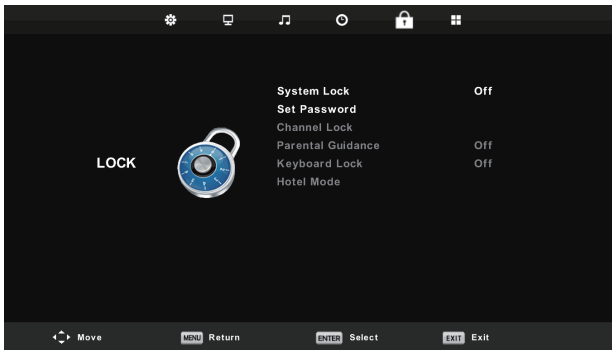 System Lock Off
Set Password
Channel Lock
Parental Guidance Off
LOCK
Keyboard Lock Off
Hotel Mode
Move MENU Return ENTER Select EXIT Exit